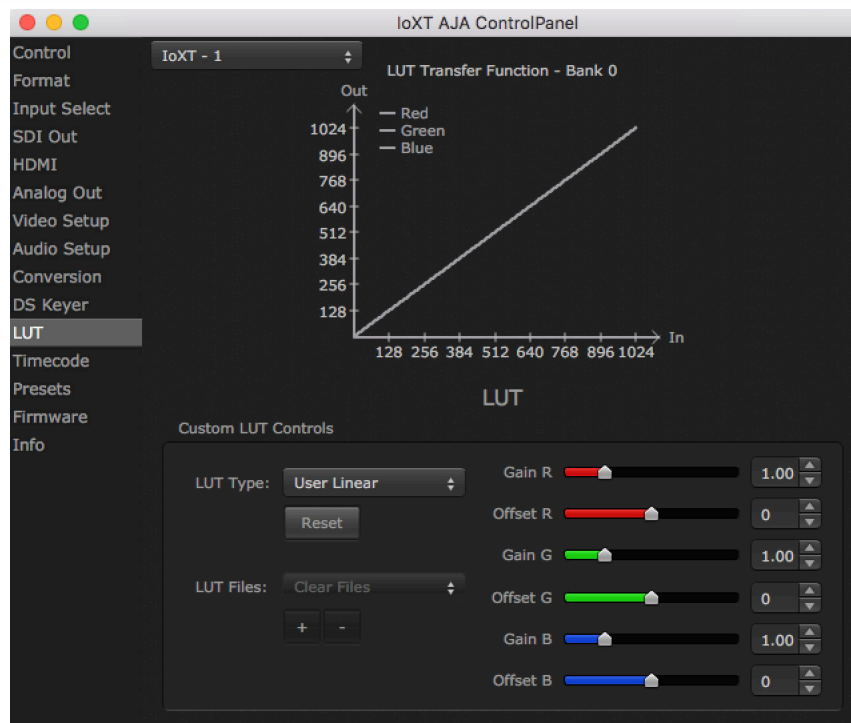 IoXT AJA ControlPanel
Control
Format
Input Select
SDI Out
HDMI
Analog Out
Video Setup
Audio Setup
Conversion
DS Keyer
LUT
Timecode
Presets
Firmware
Info
IoXT - 1
LUT Transfer Function - Bank 0
Out
Red
Green
Blue
1024
896
768
640
512
384
256
128
128 256 384 512 640 768 896 1024
In
LUT
Custom LUT Controls
LUT Type: User Linear
Reset
LUT Files: Clear Files
+ -
Gain R 1.00
Offset R 0
Gain G 1.00
Offset G 0
Gain B 1.00
Offset B 0